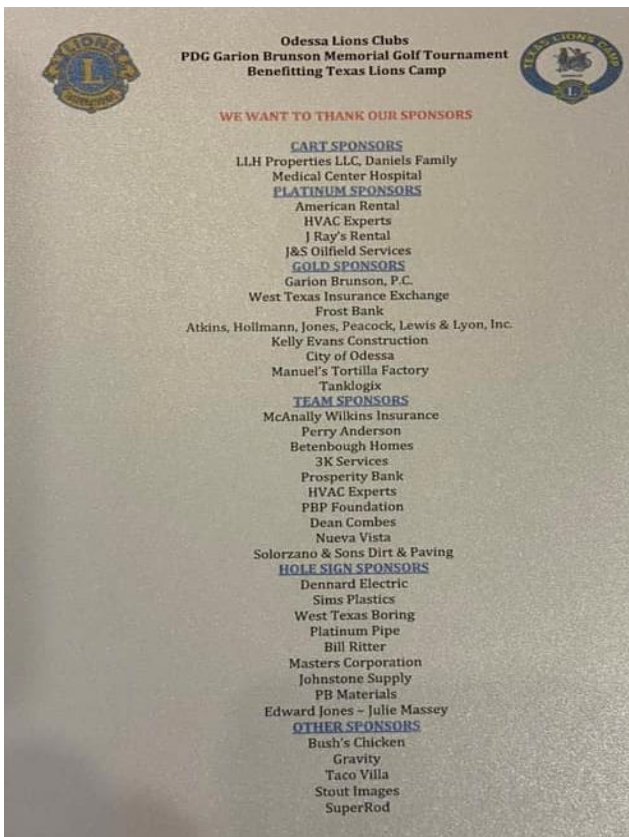 LIONS
L
INTERNATIONAL
Odessa Lions Clubs
PDG Garion Brunson Memorial Golf Tournament
Benefitting Texas Lions Camp
TEXAS LIONS CAMP
L
WE WANT TO THANK OUR SPONSORS
CART SPONSORS
LLH Properties LLC, Daniels Family
Medical Center Hospital
PLATINUM SPONSORS
American Rental
HVAC Experts
J Ray's Rental
J&S Oilfield Services
GOLD SPONSORS
Garion Brunson, P.C.
West Texas Insurance Exchange
Frost Bank
Atkins, Hollmann, Jones, Peacock, Lewis & Lyon, Inc.
Kelly Evans Construction
City of Odessa
Manuel's Tortilla Factory
Tanklogix
TEAM SPONSORS
McAnally Wilkins Insurance
Perry Anderson
Betenbough Homes
3K Services
Prosperity Bank
HVAC Experts
PBP Foundation
Dean Combes
Nueva Vista
Solorzano & Sons Dirt & Paving
HOLE SIGN SPONSORS
Dennard Electric
Sims Plastics
West Texas Boring
Platinum Pipe
Bill Ritter
Masters Corporation
Johnstone Supply
PB Materials
Edward Jones – Julie Massey
OTHER SPONSORS
Bush's Chicken
Gravity
Taco Villa
Stout Images
SuperRod